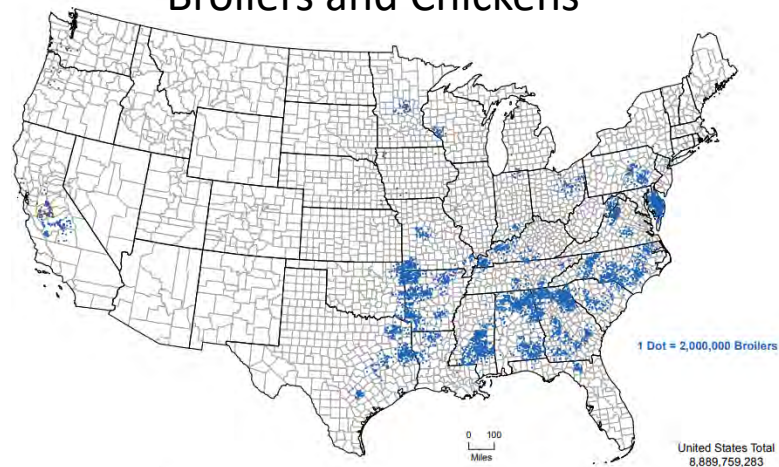 Broilers and Chickens
1 Dot = 2,000,000 Broilers
0 100
Miles
United States Total
8,889,759,283